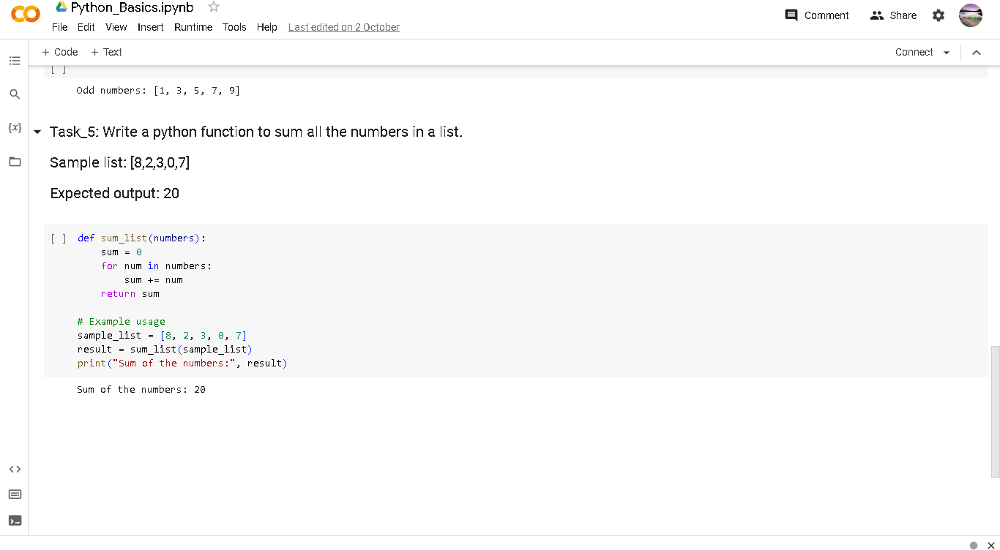 Python_Basics.ipynb
File Edit View Insert Runtime Tools Help Last edited on 2 October
Comment Share
+ Code + Text
Connect
[ ]
Odd numbers: [1, 3, 5, 7, 9]
{x}
Task_5: Write a python function to sum all the numbers in a list.
Sample list: [8,2,3,0,7]
Expected output: 20
[ ] def sum_list(numbers):
    sum = 0
    for num in numbers:
        sum += num
    return sum
# Example usage
sample_list = [8, 2, 3, 0, 7]
result = sum_list(sample_list)
print("Sum of the numbers:", result)
Sum of the numbers: 20